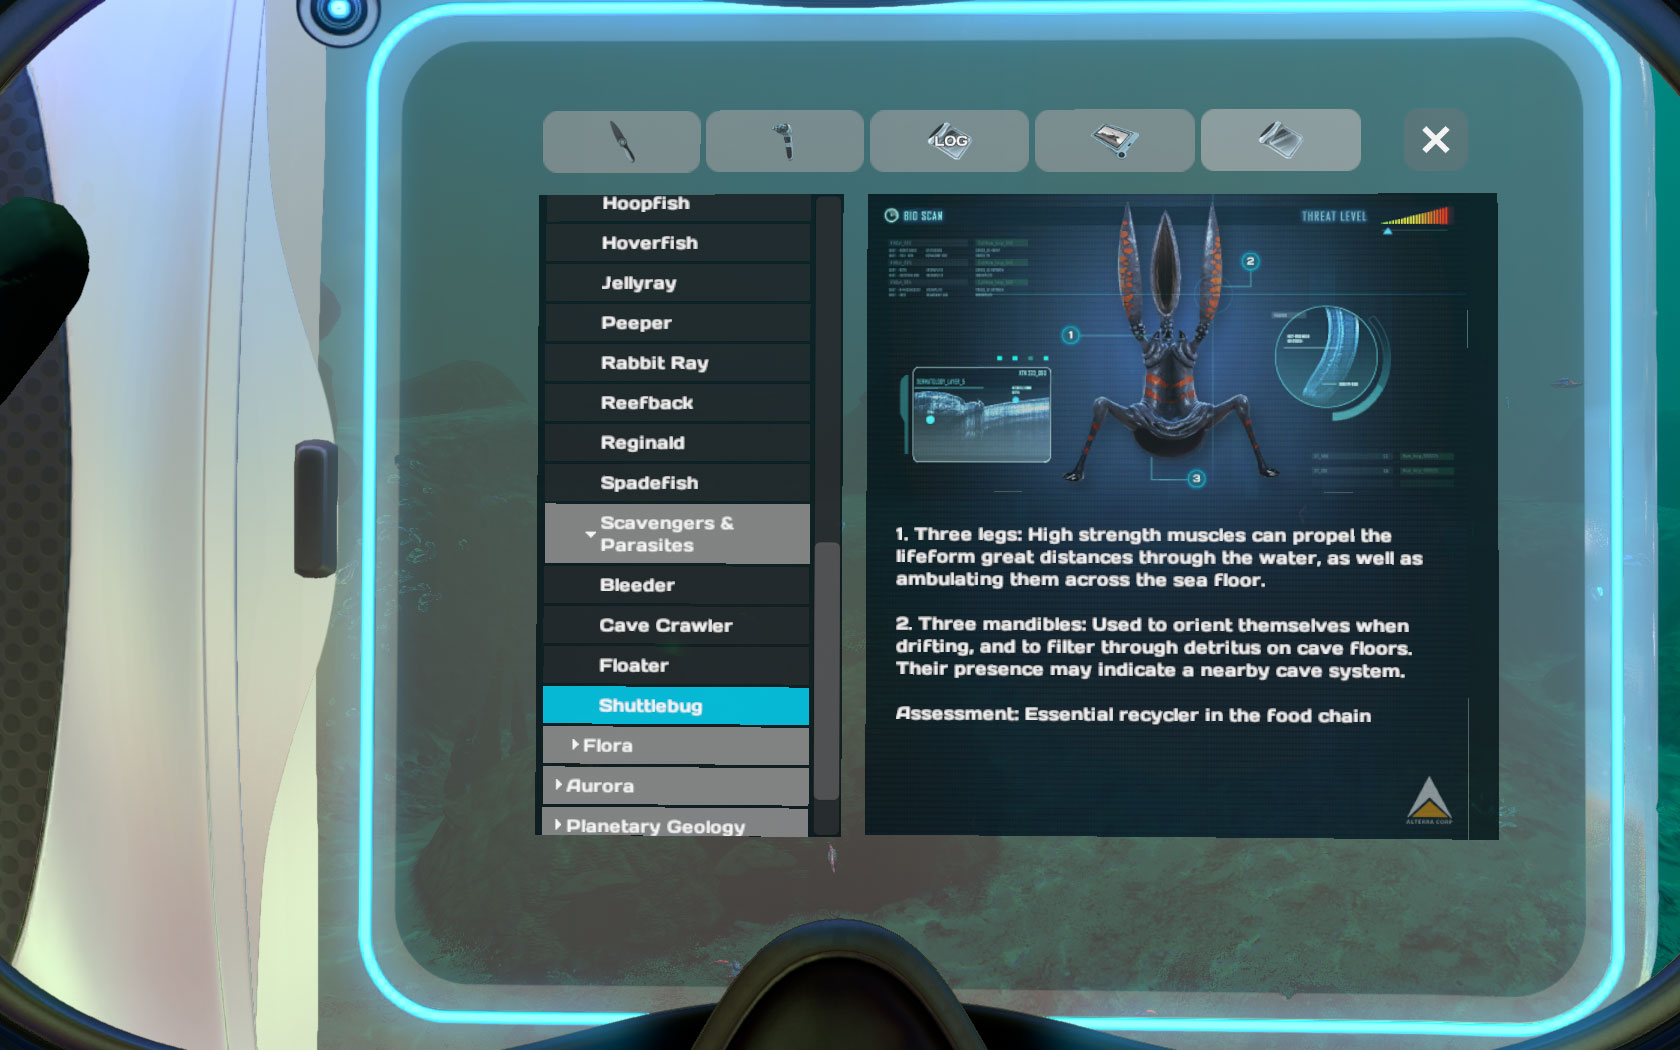 LOG
Hoopfish
Hoverfish
Jellyray
Peeper
Rabbit Ray
Reefback
Reginald
Spadefish
Scavengers &
Parasites
Bleeder
Cave Crawler
Floater
Shuttlebug
Flora
Aurora
Planetary Geology
BIO SCAN
THREAT LEVEL
2
1
3
1. Three legs: High strength muscles can propel the
lifeform great distances through the water, as well as
ambulating them across the sea floor.
2. Three mandibles: Used to orient themselves when
drifting, and to filter through detritus on cave floors.
Their presence may indicate a nearby cave system.
Assessment: Essential recycler in the food chain
ALTERRA CORP